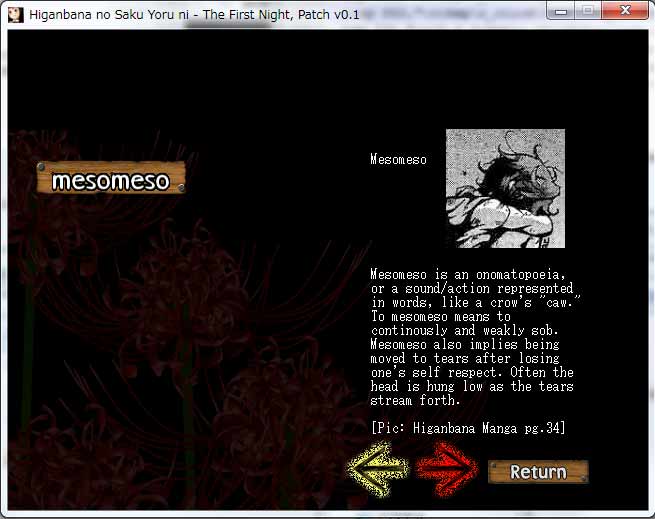 Higanbana no Saku Yoru ni - The First Night, Patch v0.1
mesomeso
Mesomeso
Mesomeso is an onomatopoeia,
or a sound/action represented
in words, like a crow's "caw."
To mesomeso means to
continously and weakly sob.
Mesomeso also implies being
moved to tears after losing
one's self respect. Often the
head is hung low as the tears
stream forth.
[Pic: Higanbana Manga pg.34]
Return